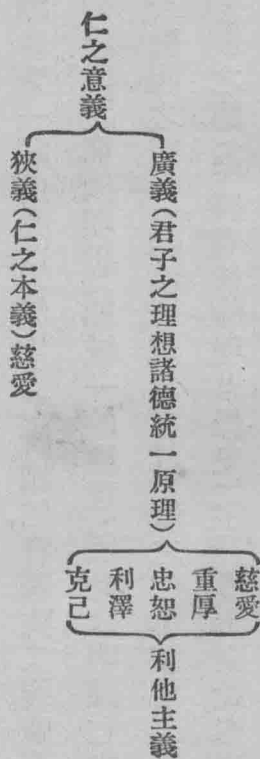 仁之意義
廣義(君子之理想諸德統一原理)
慈愛
重厚
忠恕
利澤
克己
利他主義
狹義(仁之本義)慈愛